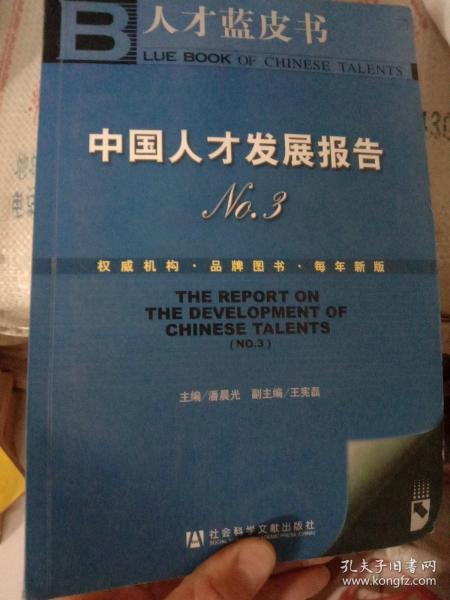 B 人才蓝皮书
LUE BOOK OF CHINESE TALENTS
中国人才发展报告
No.3
权威机构·品牌图书·每年新版
THE REPORT ON
THE DEVELOPMENT OF
CHINESE TALENTS
(NO.3)
主编/潘晨光 副主编/王宪磊
社会科学文献出版社
孔夫子旧书网
www.kongfz.com